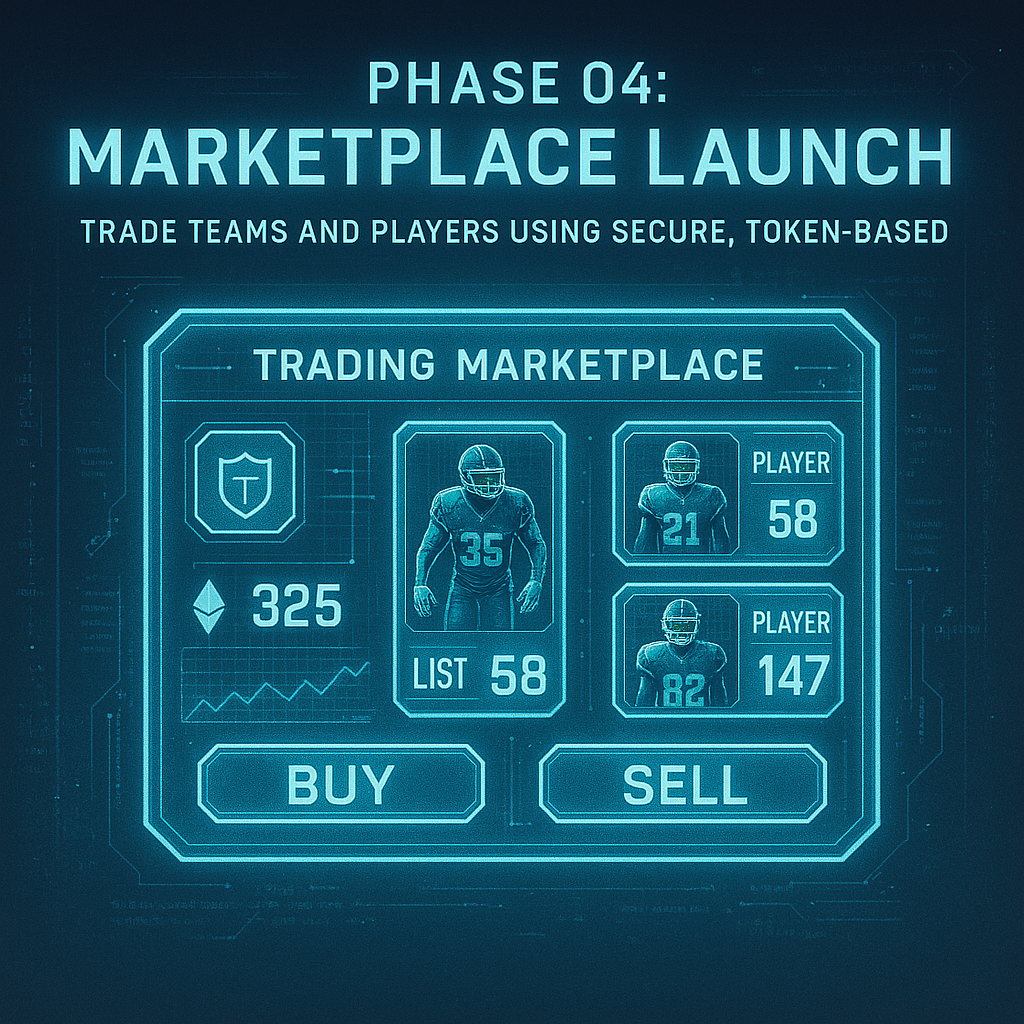 PHASE 04:
MARKETPLACE LAUNCH
TRADE TEAMS AND PLAYERS USING SECURE, TOKEN-BASED
TRADING MARKETPLACE
T
325
35
LIST 58
21
PLAYER
58
82
PLAYER
147
BUY
SELL